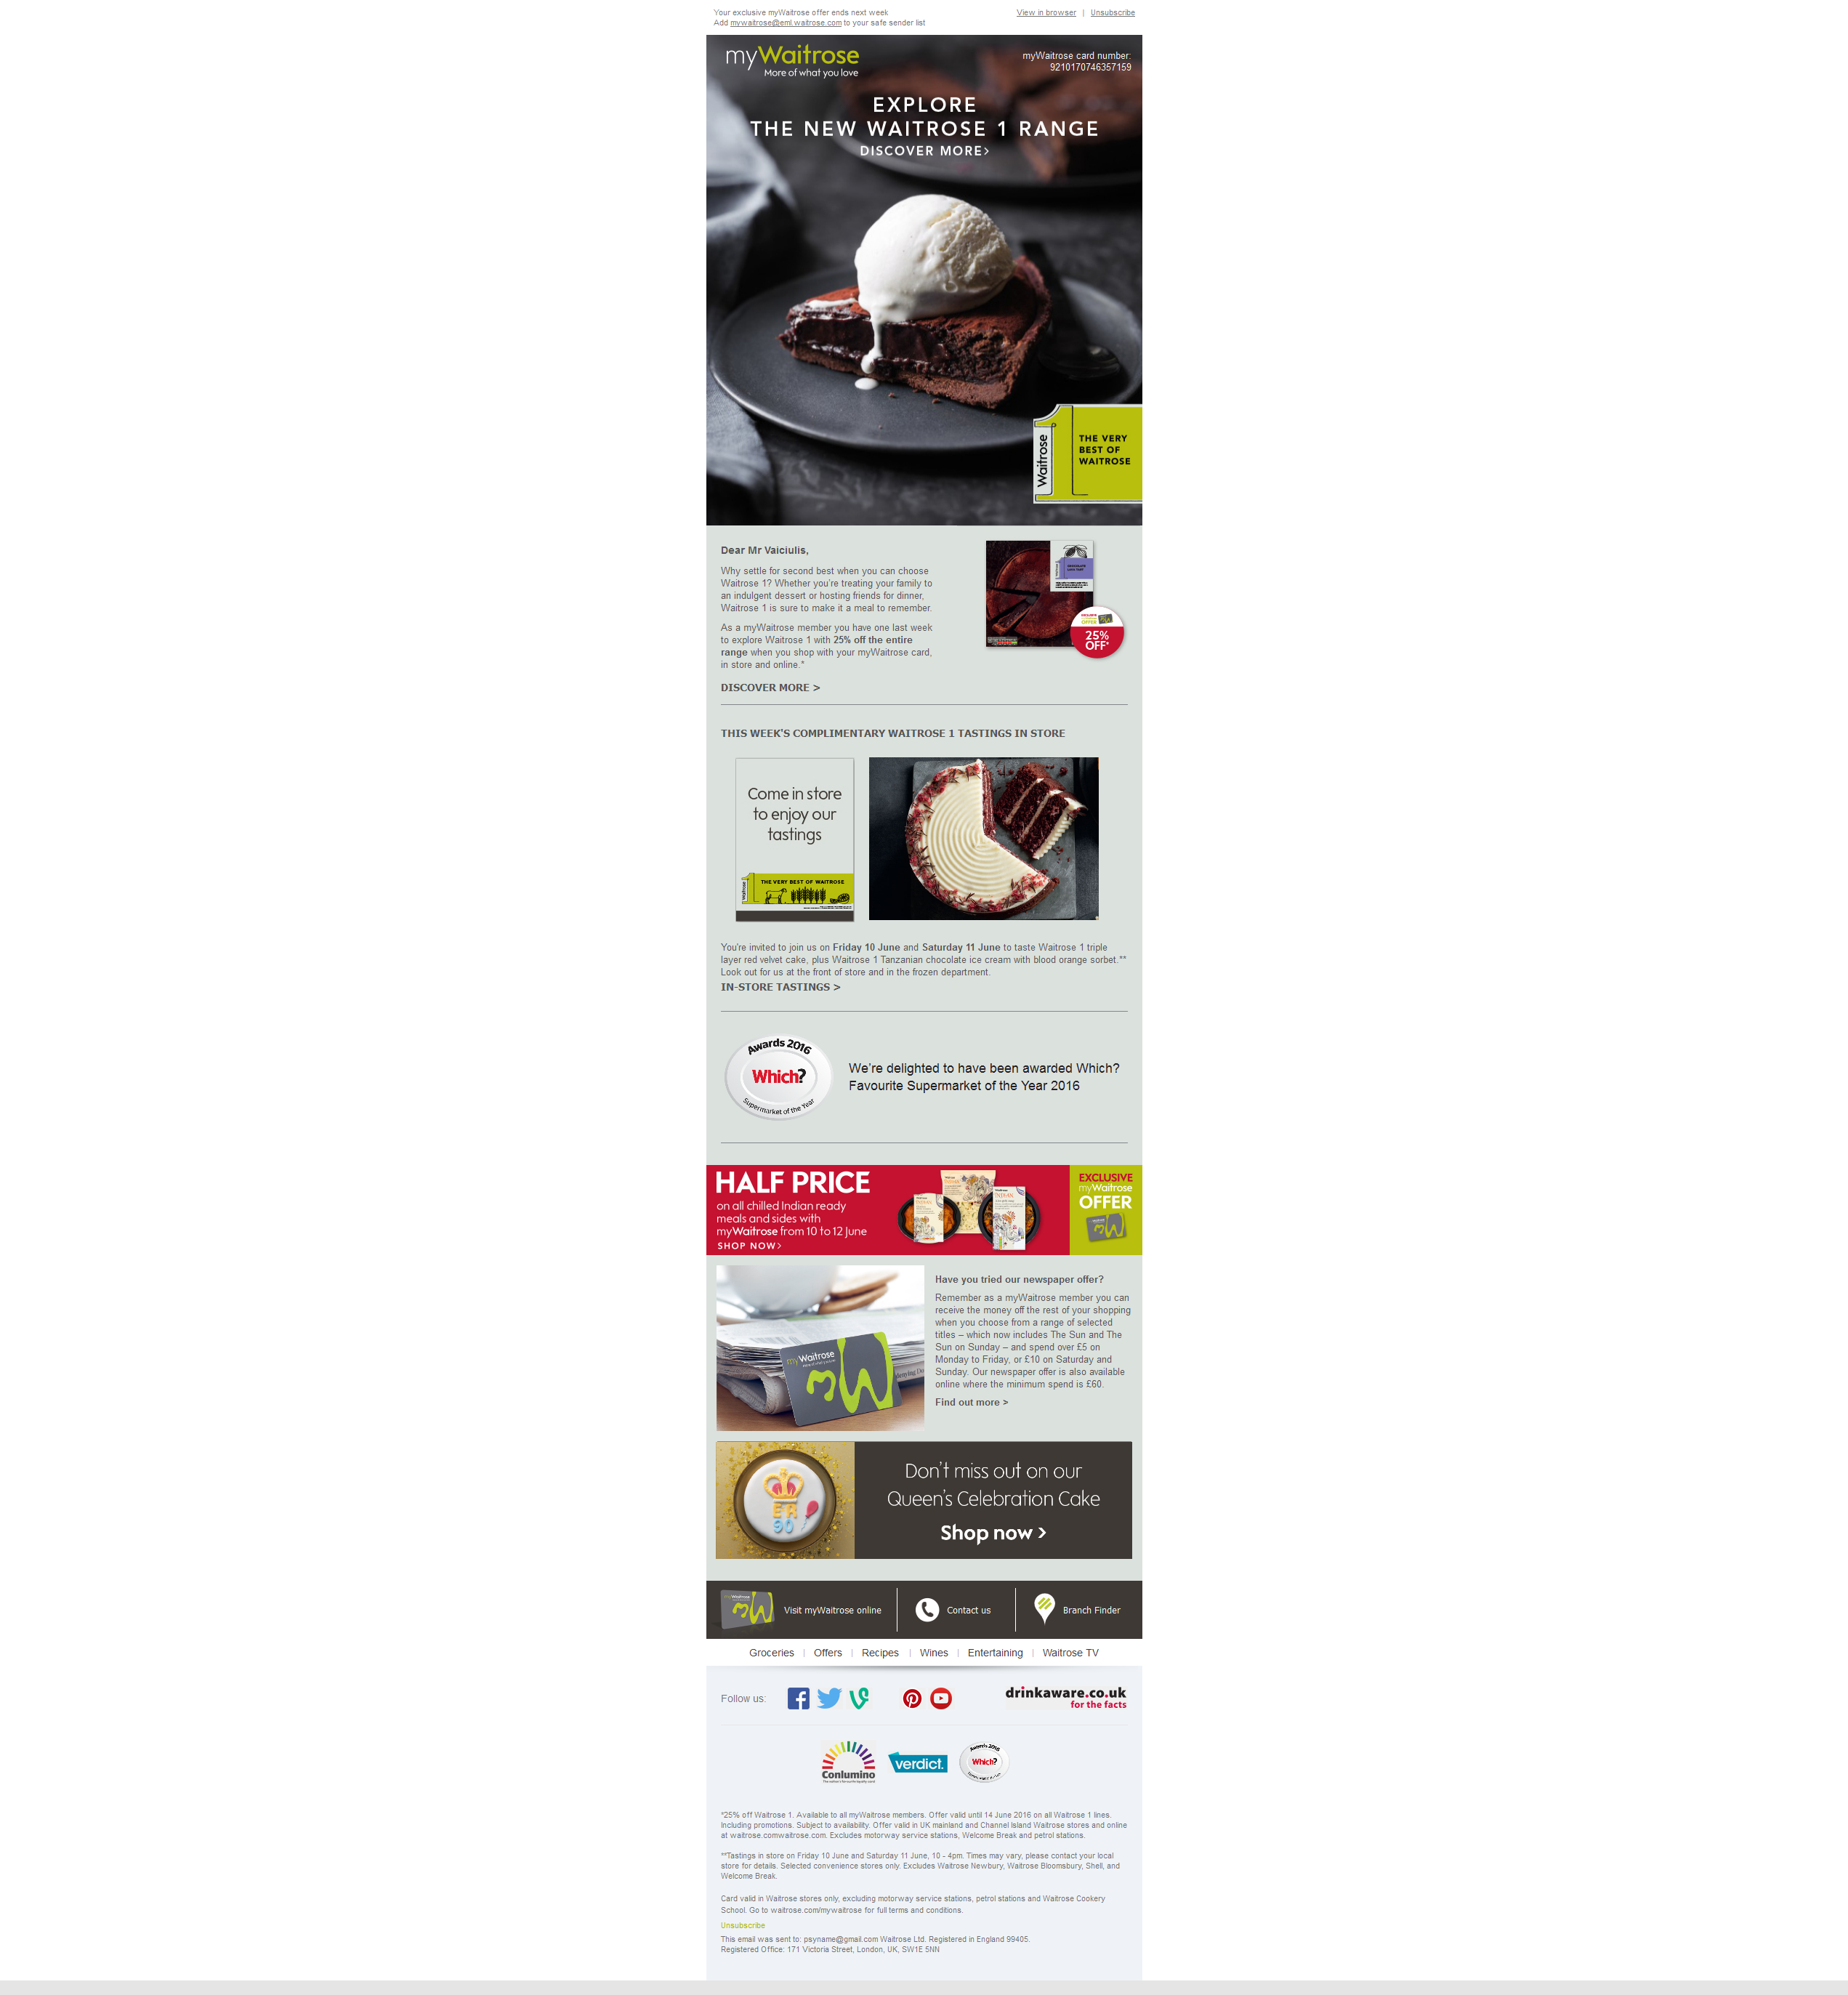 Your exclusive myWaitrose offer ends next week
Add mywaitrose@eml.waitrose.com to your safe sender list
View in browser | Unsubscribe
myWaitrose
More of what you love
myWaitrose card number:
9210170746357159
EXPLORE
THE NEW WAITROSE 1 RANGE
DISCOVER MORE>
Waitrose 1
THE VERY
BEST OF
WAITROSE
Dear Mr Vaiciulis,
Why settle for second best when you can choose
Waitrose 1? Whether you're treating your family to
an indulgent dessert or hosting friends for dinner,
Waitrose 1 is sure to make it a meal to remember.
As a myWaitrose member you have one last week
to explore Waitrose 1 with 25% off the entire
range when you shop with your myWaitrose card,
in store and online.*
DISCOVER MORE >
25%
OFF*
THIS WEEK'S COMPLIMENTARY WAITROSE 1 TASTINGS IN STORE
Come in store
to enjoy our
tastings
Waitrose 1
THE VERY BEST OF WAITROSE
You're invited to join us on Friday 10 June and Saturday 11 June to taste Waitrose 1 triple
layer red velvet cake, plus Waitrose 1 Tanzanian chocolate ice cream with blood orange sorbet.**
Look out for us at the front of store and in the frozen department.
IN-STORE TASTINGS >
Awards 2016
Which?
Supermarket of the Year
We're delighted to have been awarded Which?
Favourite Supermarket of the Year 2016
HALF PRICE
on all chilled Indian ready
meals and sides with
myWaitrose from 10 to 12 June
SHOP NOW>
INDIAN
INDIAN
INDIAN
EXCLUSIVE
myWaitrose
OFFER
myWaitrose
Have you tried our newspaper offer?
Remember as a myWaitrose member you can
receive the money off the rest of your shopping
when you choose from a range of selected
titles – which now includes The Sun and The
Sun on Sunday – and spend over £5 on
Monday to Friday, or £10 on Saturday and
Sunday. Our newspaper offer is also available
online where the minimum spend is £60.
Find out more >
ER
90
Don't miss out on our
Queen's Celebration Cake
Shop now >
Visit myWaitrose online
Contact us
Branch Finder
Groceries | Offers | Recipes | Wines | Entertaining | Waitrose TV
Follow us:
drinkaware.co.uk
for the facts
Conlumino
verdict.
Awards 2016
Which?
*25% off Waitrose 1. Available to all myWaitrose members. Offer valid until 14 June 2016 on all Waitrose 1 lines.
Including promotions. Subject to availability. Offer valid in UK mainland and Channel Island Waitrose stores and online
at waitrose.comwaitrose.com. Excludes motorway service stations, Welcome Break and petrol stations.
**Tastings in store on Friday 10 June and Saturday 11 June, 10 - 4pm. Times may vary, please contact your local
store for details. Selected convenience stores only. Excludes Waitrose Newbury, Waitrose Bloomsbury, Shell, and
Welcome Break.
Card valid in Waitrose stores only, excluding motorway service stations, petrol stations and Waitrose Cookery
School. Go to waitrose.com/mywaitrose for full terms and conditions.
Unsubscribe
This email was sent to: psyname@gmail.com Waitrose Ltd. Registered in England 99405.
Registered Office: 171 Victoria Street, London, UK, SW1E 5NN